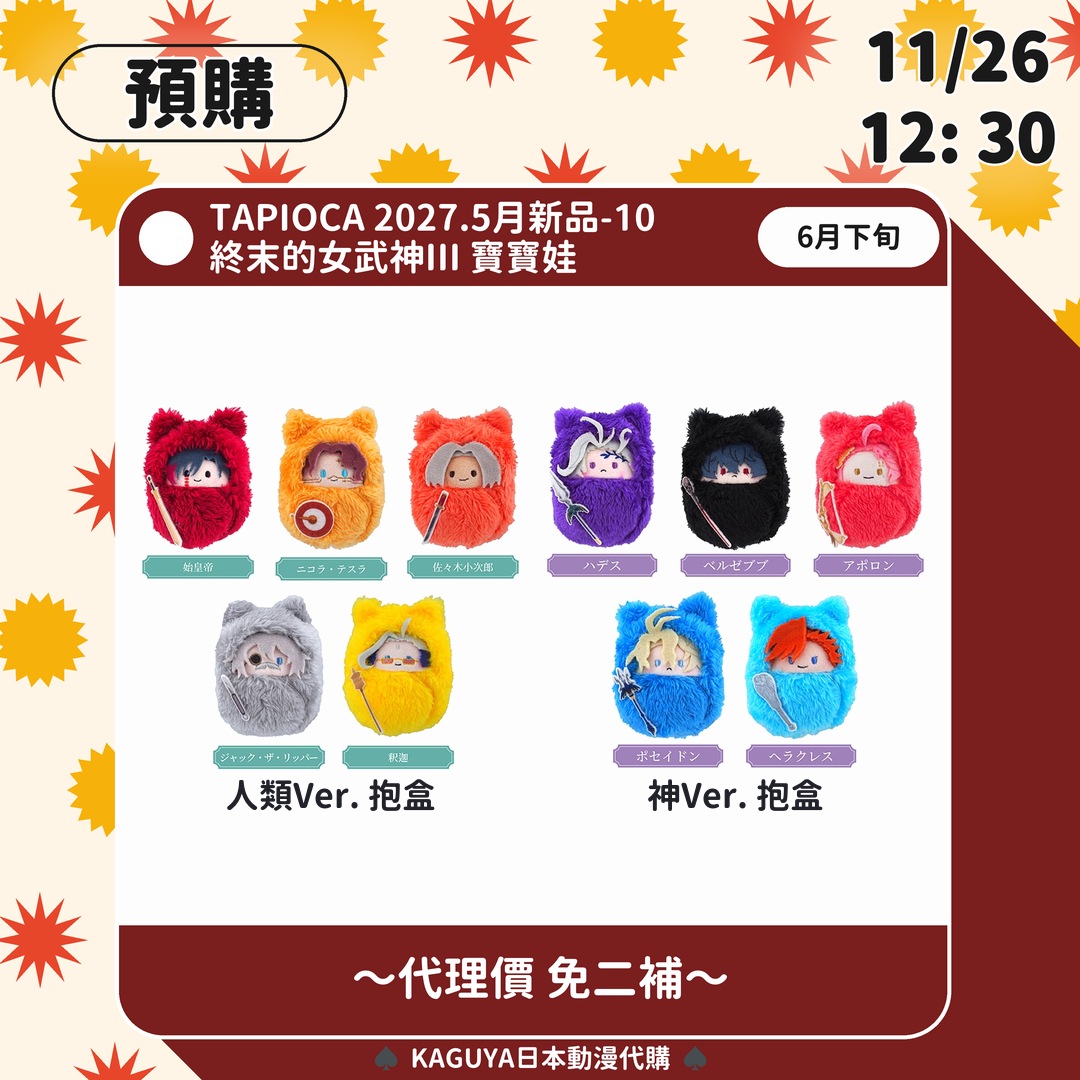 預購
11/26
12: 30
TAPIOCA 2027.5月新品-10
終末的女武神III 寶寶娃
6月下旬
始皇帝
ニコラ・テスラ
佐々木小次郎
ハデス
ベルゼブブ
アポロン
ジャック・ザ・リッパー
釈迦
ポセイドン
ヘラクレス
人類Ver. 抱盒
神Ver. 抱盒
～代理價 免二補～
♠ KAGUYA日本動漫代購 ♠